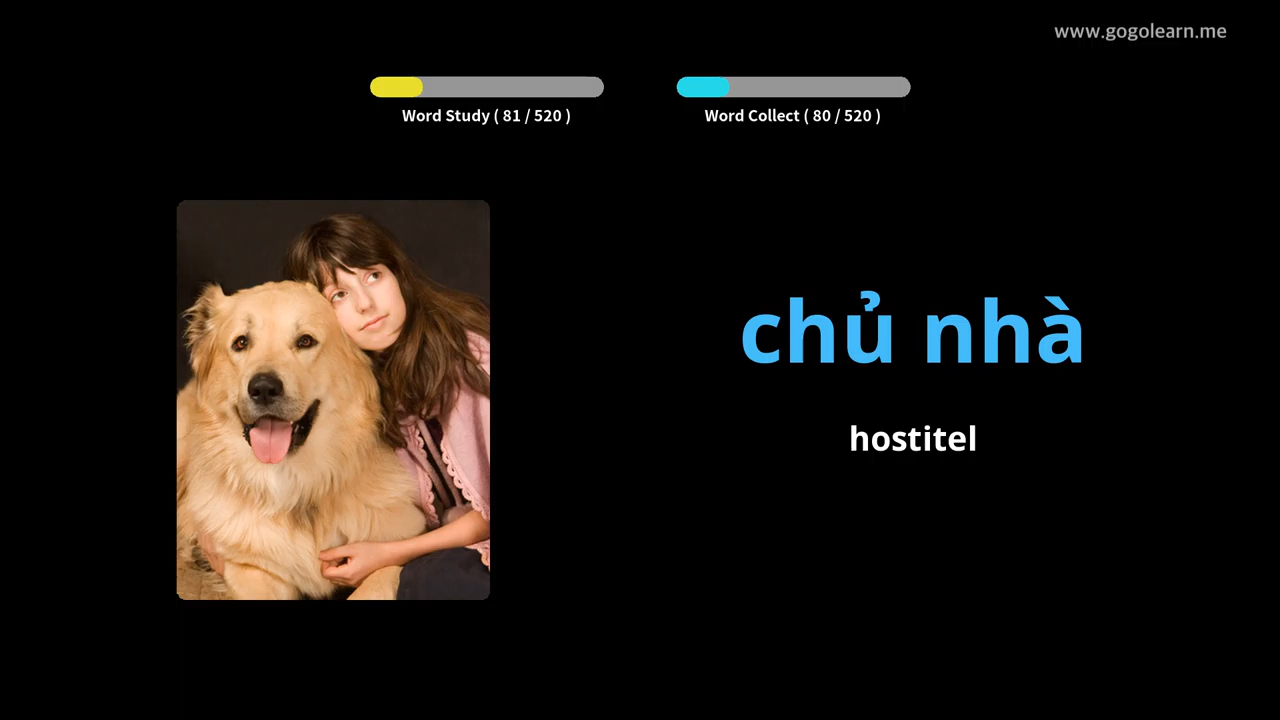 www.gogolearn.me
Word Study ( 81 / 520 )
Word Collect ( 80 / 520 )
chủ nhà
hostitel